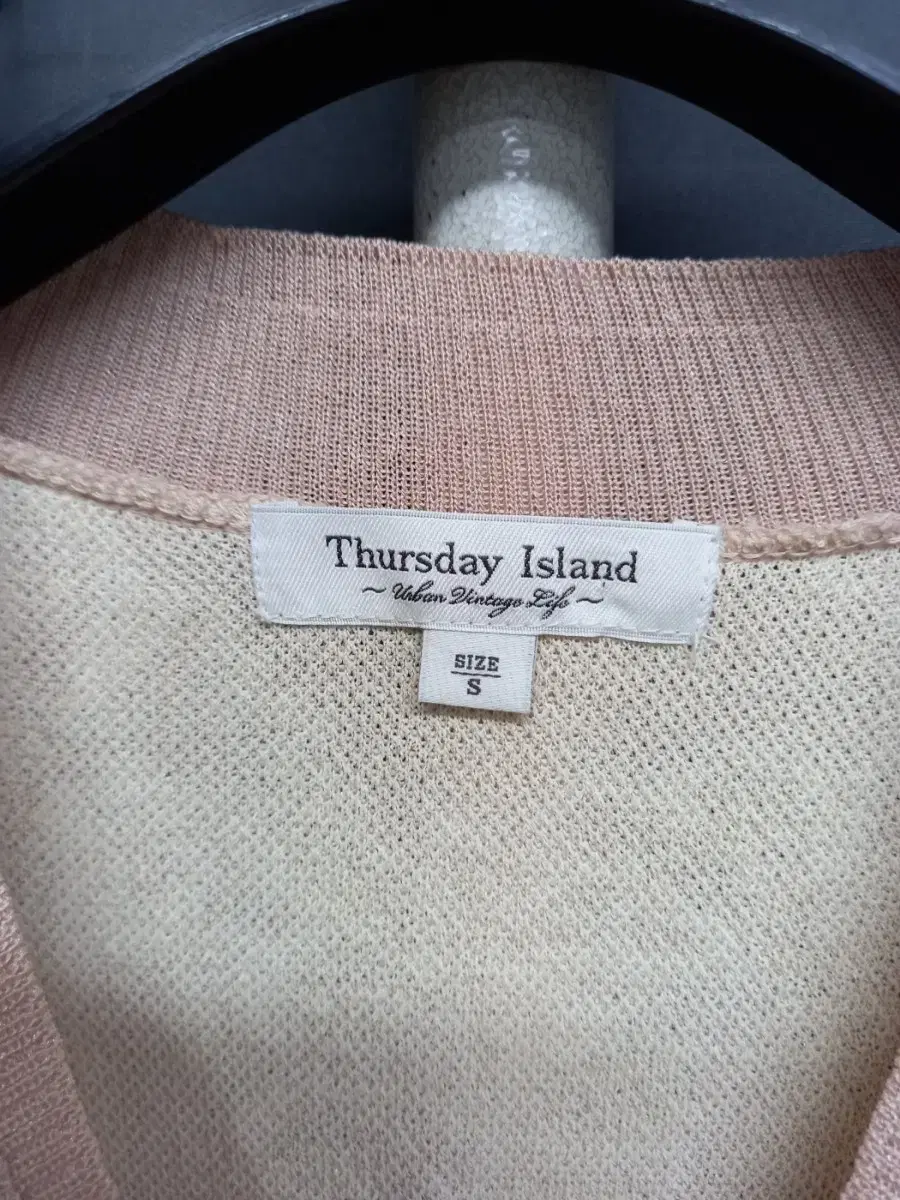 Thursday Island
~ Urban Vintage Life ~
SIZE
S